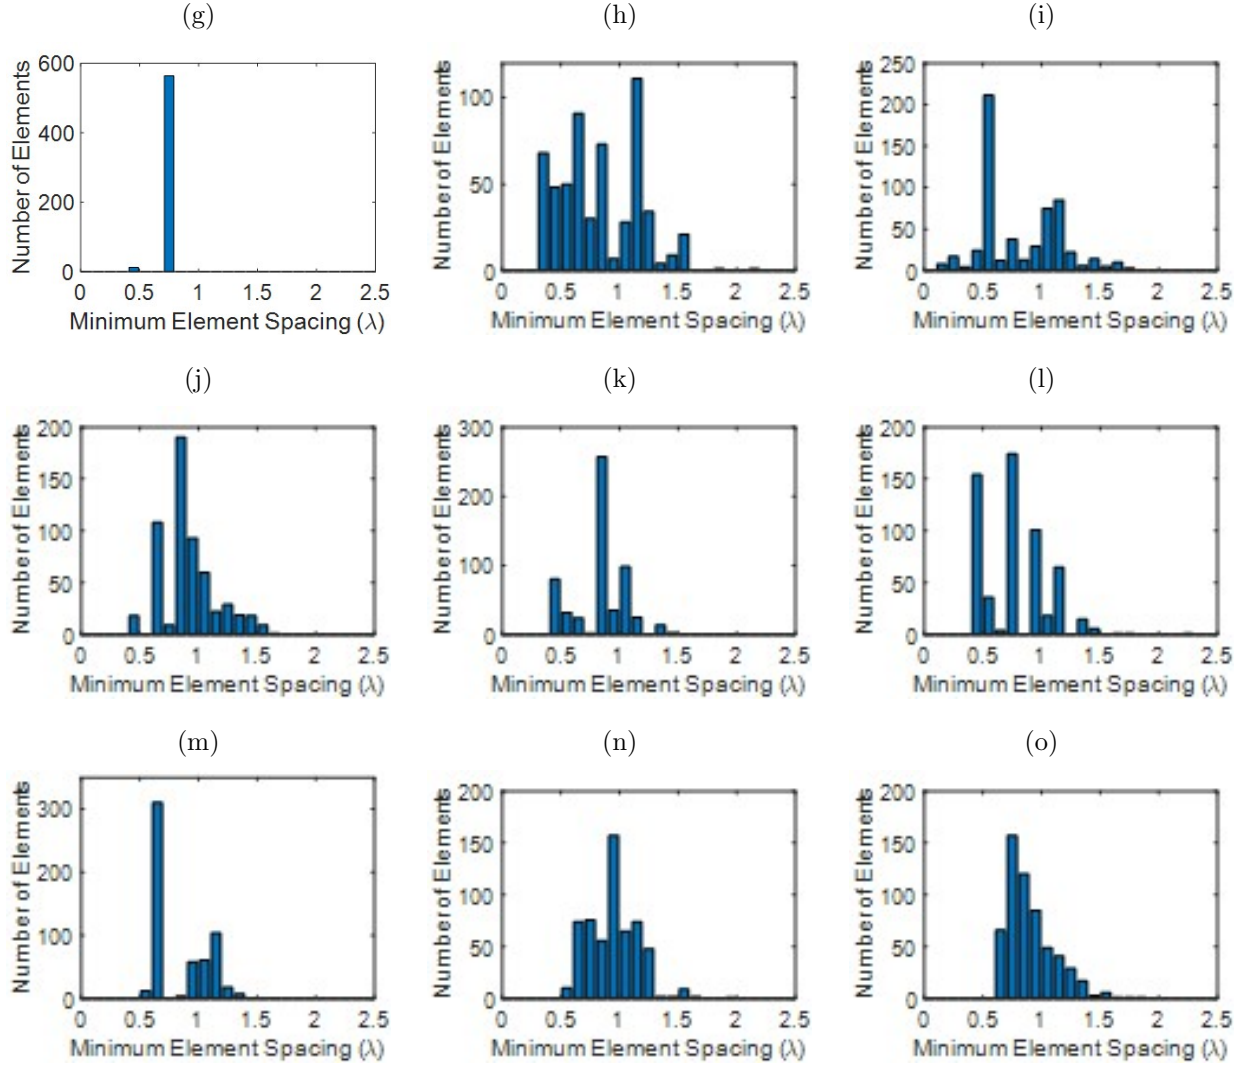 (g) (h) (i)
Number of Elements
600
400
200
0
0 0.5 1 1.5 2 2.5
Minimum Element Spacing (λ)
Number of Elements
100
50
0
0 0.5 1 1.5 2 2.5
Minimum Element Spacing (λ)
Number of Elements
250
200
150
100
50
0
0 0.5 1 1.5 2 2.5
Minimum Element Spacing (λ)
(j) (k) (l)
Number of Elements
200
150
100
50
0
0 0.5 1 1.5 2 2.5
Minimum Element Spacing (λ)
Number of Elements
300
200
100
0
0 0.5 1 1.5 2 2.5
Minimum Element Spacing (λ)
Number of Elements
200
150
100
50
0
0 0.5 1 1.5 2 2.5
Minimum Element Spacing (λ)
(m) (n) (o)
Number of Elements
300
200
100
0
0 0.5 1 1.5 2 2.5
Minimum Element Spacing (λ)
Number of Elements
200
150
100
50
0
0 0.5 1 1.5 2 2.5
Minimum Element Spacing (λ)
Number of Elements
200
150
100
50
0
0 0.5 1 1.5 2 2.5
Minimum Element Spacing (λ)